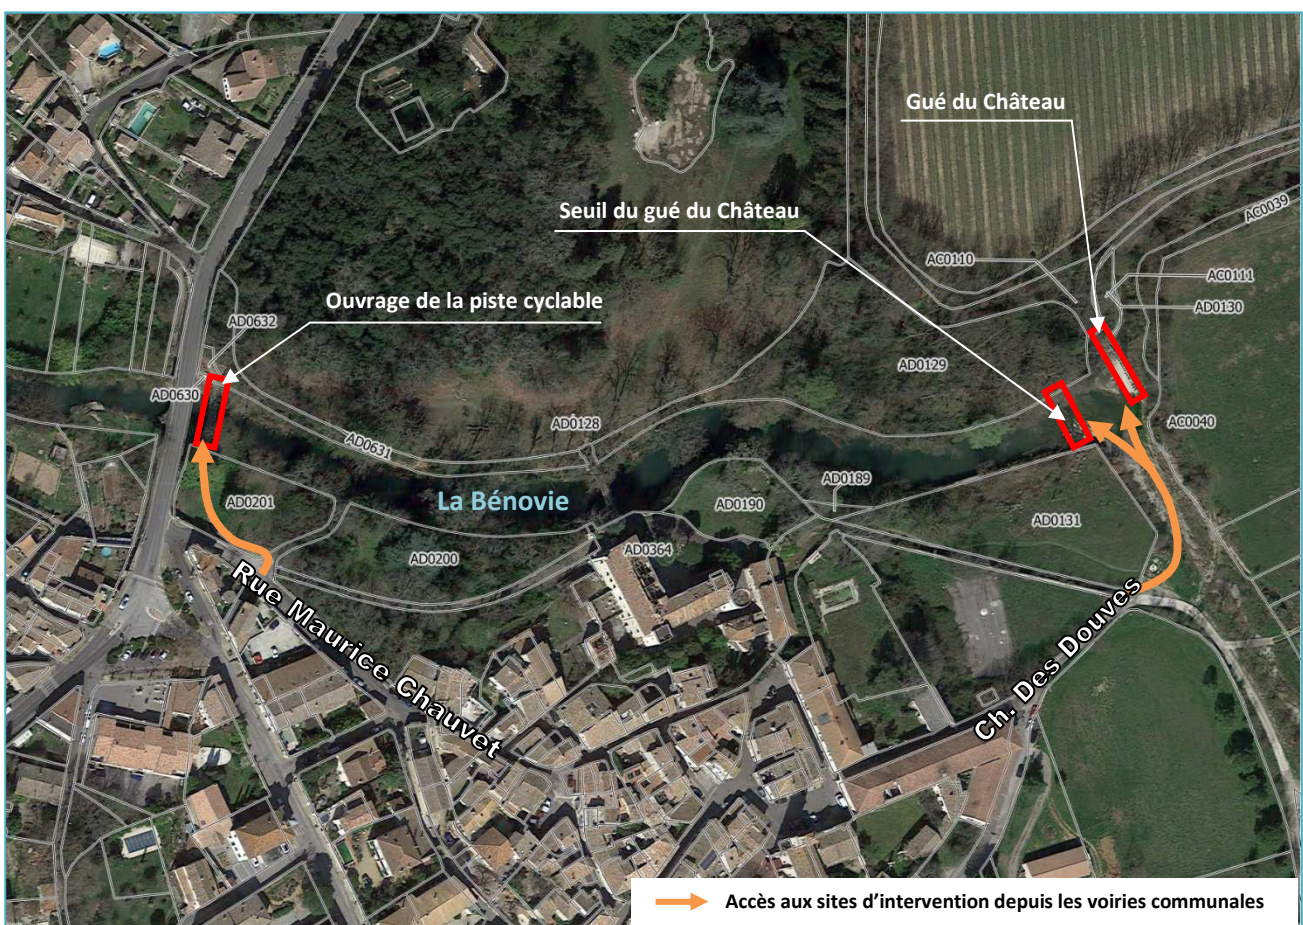 Gué du Château
Seuil du gué du Château
AC0039
AC0110
AC0111
AD0130
Ouvrage de la piste cyclable
AD0632
AD0129
AD0630
AD0128
AC0040
AD0631
AD0189
La Bénovie
AD0201
AD0190
AD0131
AD0200
AD0364
Rue Maurice Chauvet
Ch. Des Douves
Accès aux sites d'intervention depuis les voiries communales